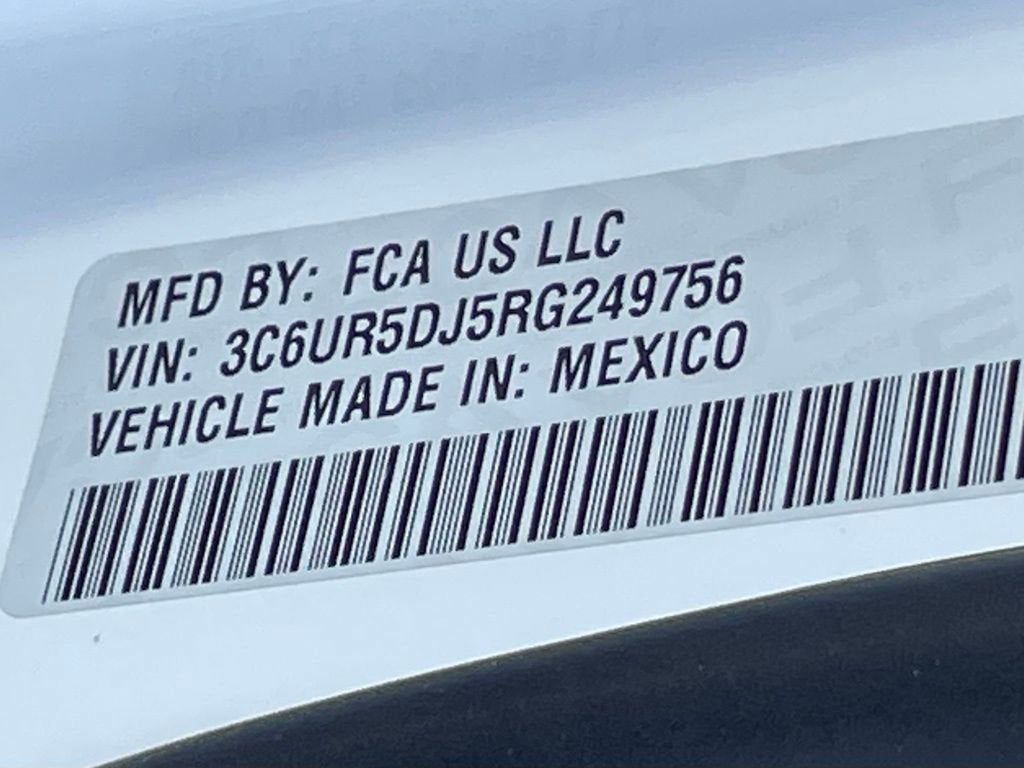 MFD BY: FCA US LLC
VIN: 3C6UR5DJ5RG249756
VEHICLE MADE IN: MEXICO